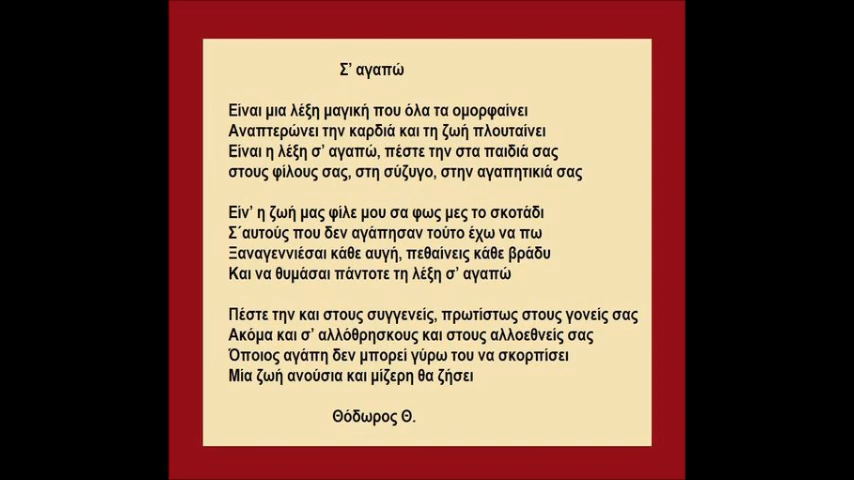 Σ' αγαπώ
Είναι μια λέξη μαγική που όλα τα ομορφαίνει
Αναπτερώνει την καρδιά και τη ζωή πλουταίνει
Είναι η λέξη σ' αγαπώ, πέστε την στα παιδιά σας
στους φίλους σας, στη σύζυγο, στην αγαπητικιά σας
Είν' η ζωή μας φίλε μου σα φως μες το σκοτάδι
Σ΄αυτούς που δεν αγάπησαν τούτο έχω να πω
Ξαναγεννιέσαι κάθε αυγή, πεθαίνεις κάθε βράδυ
Και να θυμάσαι πάντοτε τη λέξη σ' αγαπώ
Πέστε την και στους συγγενείς, πρωτίστως στους γονείς σας
Ακόμα και σ' αλλόθρησκους και στους αλλοεθνείς σας
Όποιος αγάπη δεν μπορεί γύρω του να σκορπίσει
Μία ζωή ανούσια και μίζερη θα ζήσει
Θόδωρος Θ.